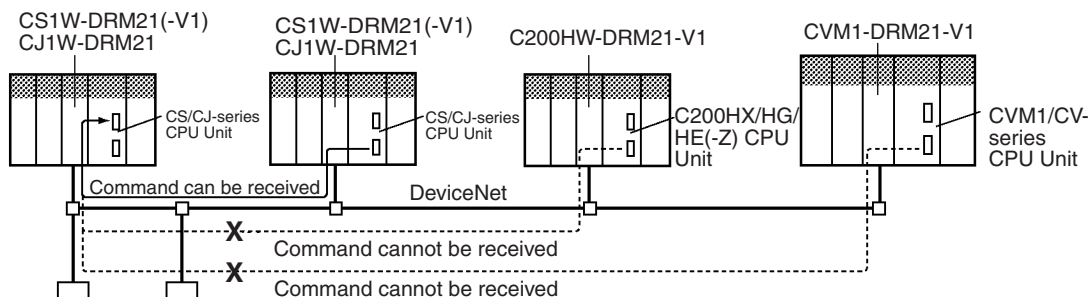 CS1W-DRM21(-V1)
CJ1W-DRM21
CS1W-DRM21(-V1)
CJ1W-DRM21
C200HW-DRM21-V1
CVM1-DRM21-V1
CS/CJ-series
CPU Unit
CS/CJ-series
CPU Unit
C200HX/HG/
HE(-Z) CPU
Unit
CVM1/CV-
series
CPU Unit
Command can be received
DeviceNet
X
Command cannot be received
X
Command cannot be received